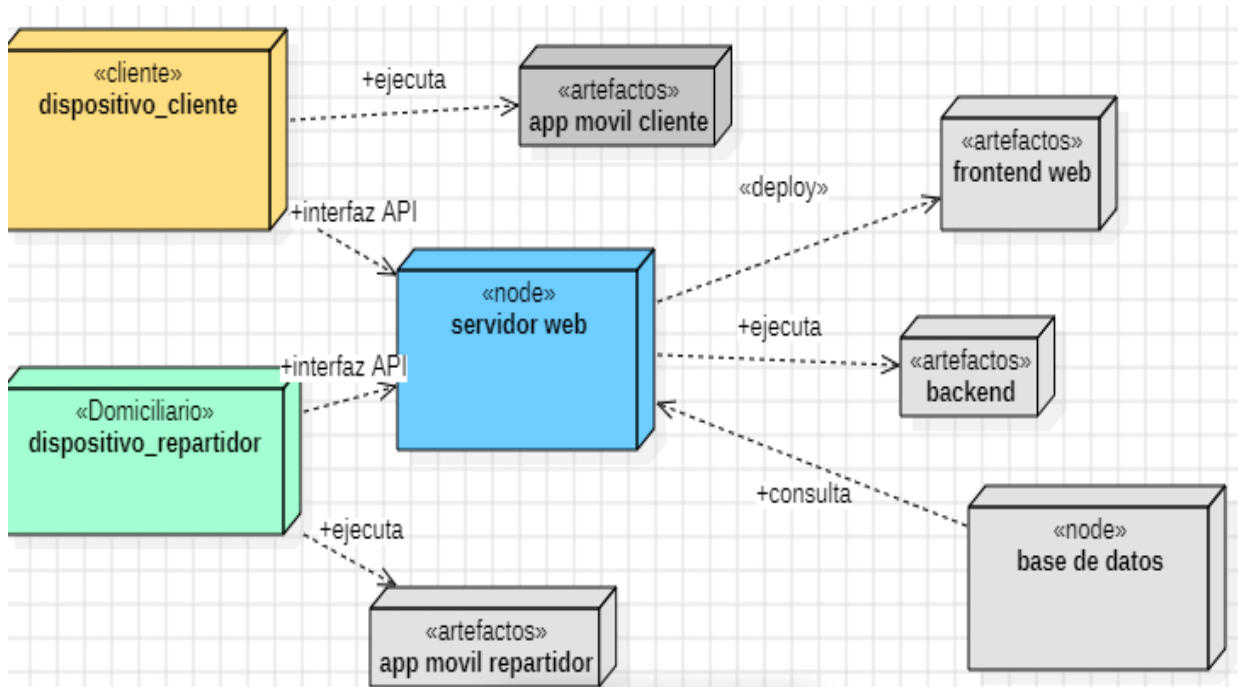 «cliente»
dispositivo_cliente
+ejecuta
«artefactos»
app movil cliente
«artefactos»
frontend web
«deploy»
+interfaz API
«node»
servidor web
+ejecuta
«artefactos»
backend
+interfaz API
«Domiciliario»
dispositivo_repartidor
+consulta
«node»
base de datos
+ejecuta
«artefactos»
app movil repartidor